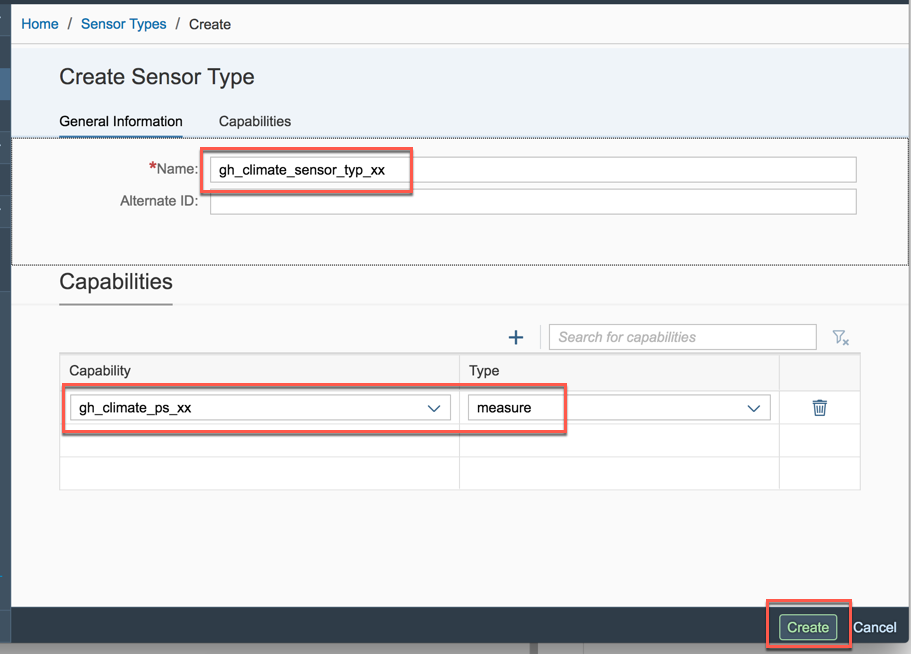 Home / Sensor Types / Create
Create Sensor Type
General Information Capabilities
*Name: gh_climate_sensor_typ_xx
Alternate ID:
Capabilities
Search for capabilities
Capability Type
gh_climate_ps_xx measure
Create Cancel